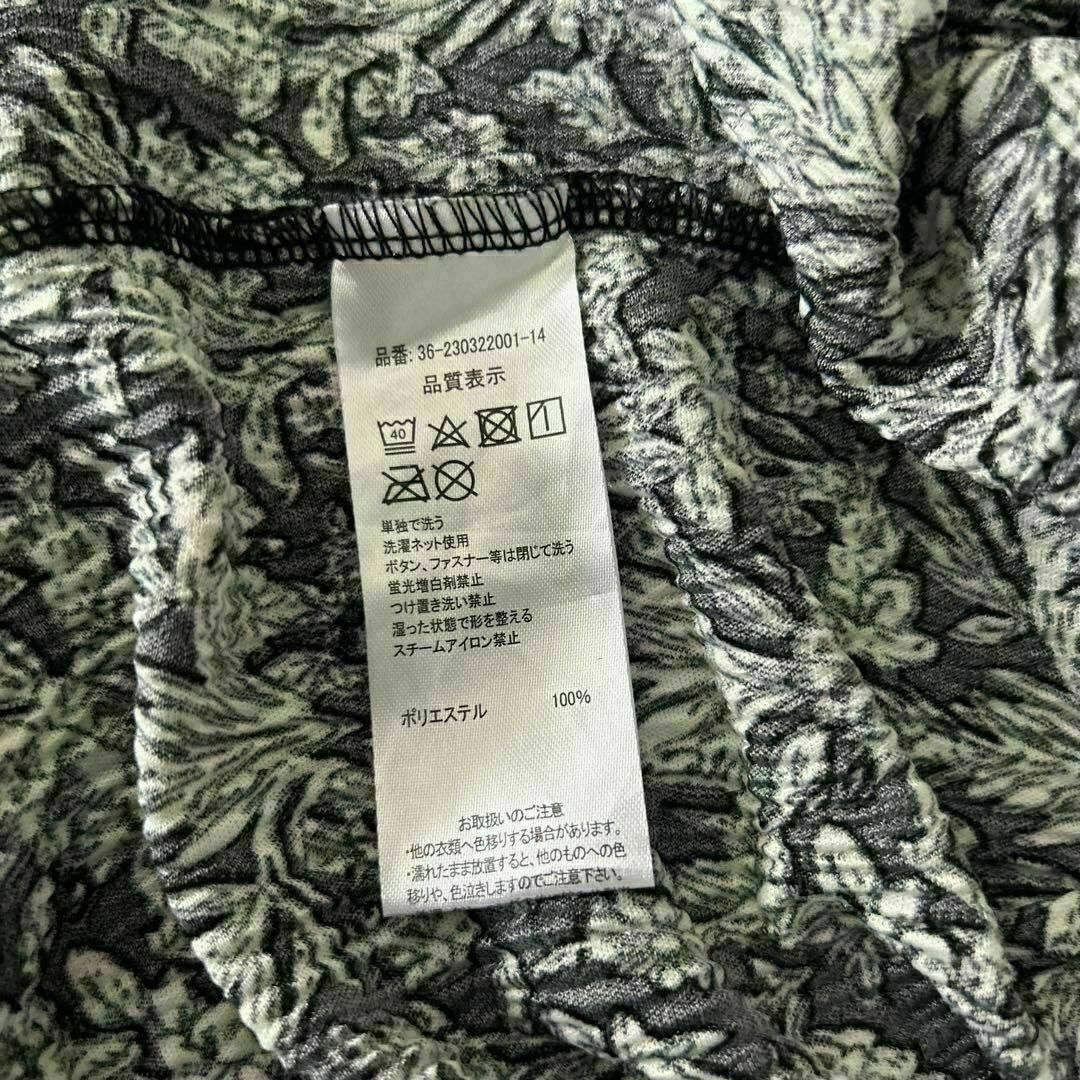 品番: 36-230322001-14
品質表示
40
単独で洗う
洗濯ネット使用
ボタン、ファスナー等は閉じて洗う
蛍光増白剤禁止
つけ置き洗い禁止
湿った状態で形を整える
スチームアイロン禁止
ポリエステル 100%
お取扱いのご注意
・他の衣類へ色移りする場合があります。
・濡れたまま放置すると、他のものへの色
移りや、色泣きしますのでご注意下さい。